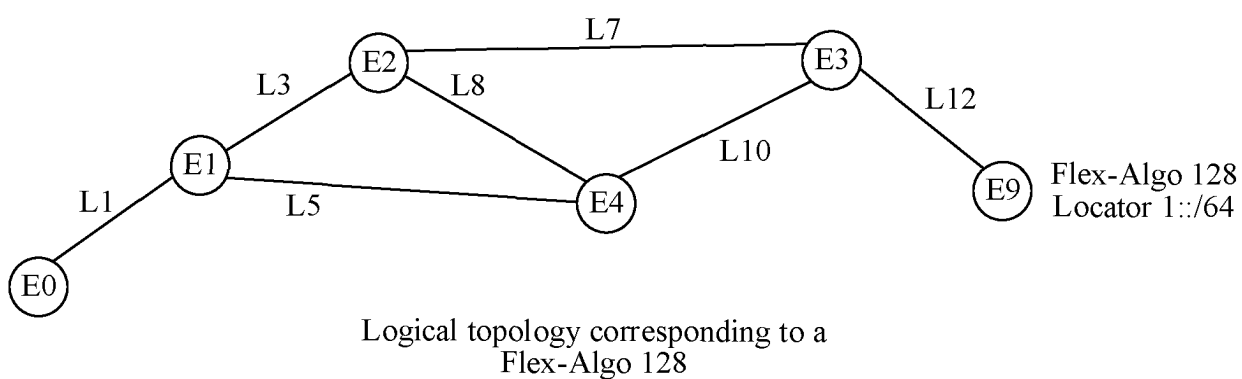 L7
E2
E3
L3
L8
L12
L10
E1
E9
Flex-Algo 128
Locator 1::/64
L1
L5
E4
E0
Logical topology corresponding to a
Flex-Algo 128